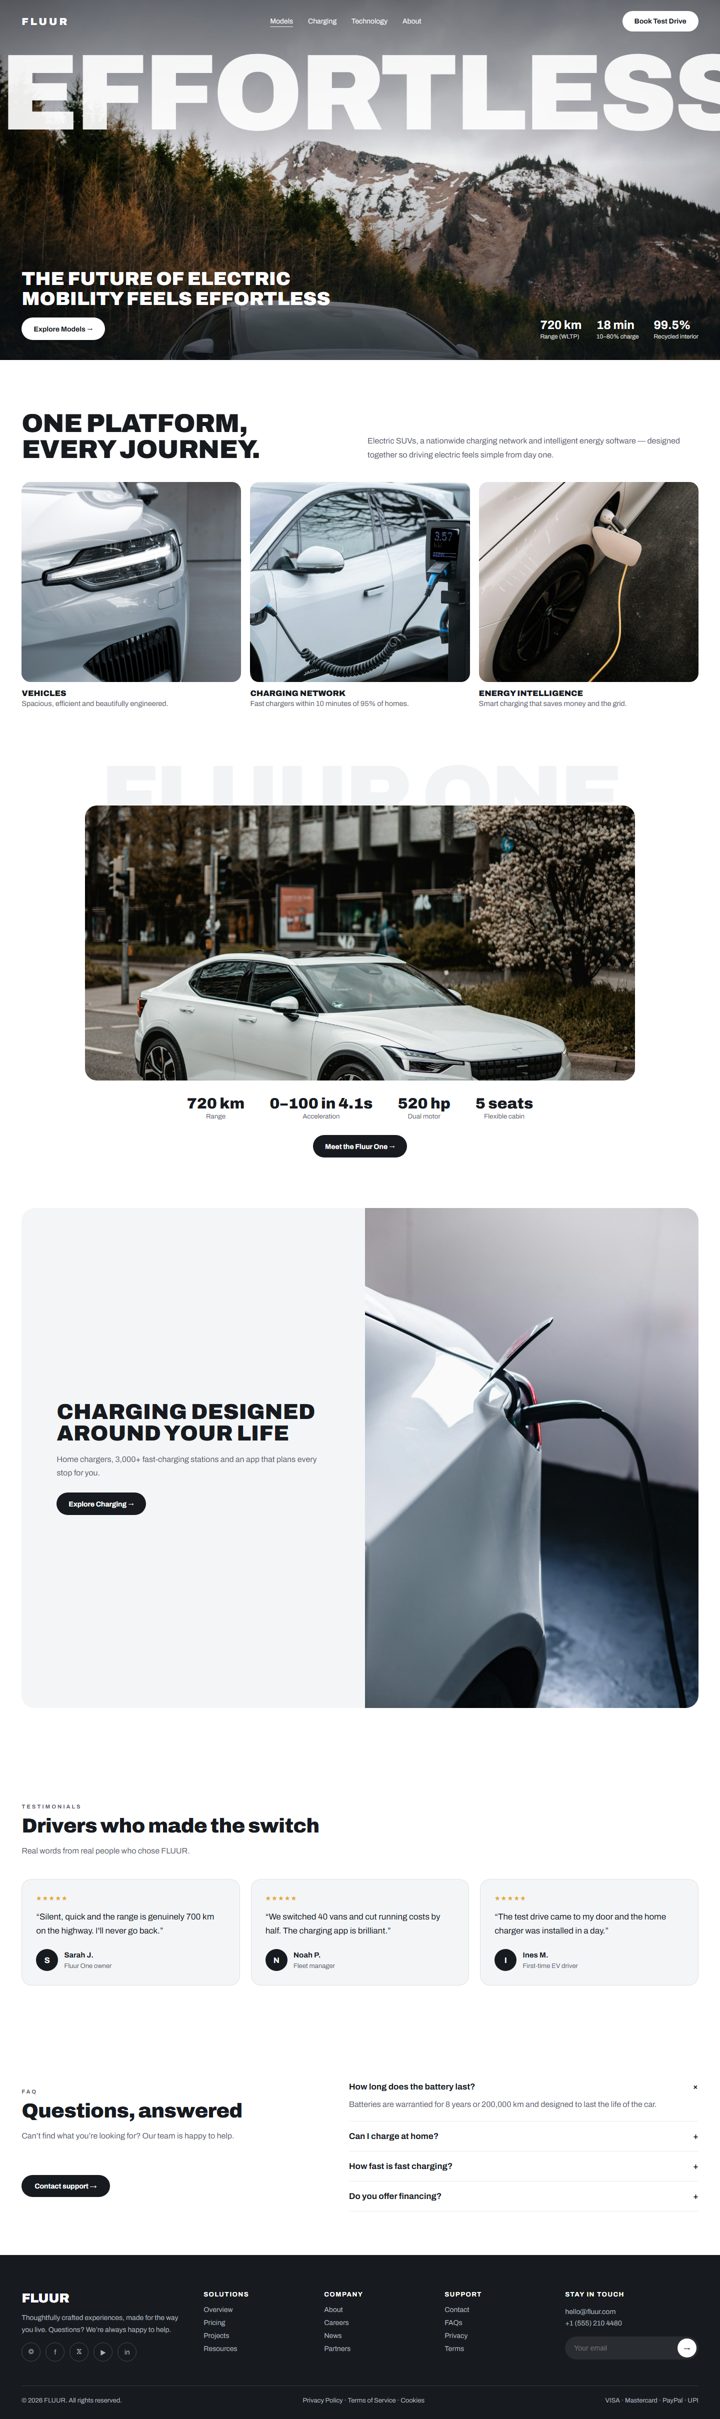 FLUUR
Models Charging Technology About
Book Test Drive
EFFORTLESS
THE FUTURE OF ELECTRIC
MOBILITY FEELS EFFORTLESS
Explore Models →
720 km 18 min 99.5%
Range (WLTP) 10–80% charge Recycled interior
ONE PLATFORM,
EVERY JOURNEY.
Electric SUVs, a nationwide charging network and intelligent energy software — designed
together so driving electric feels simple from day one.
3.57
JAGUAR
VEHICLES
Spacious, efficient and beautifully engineered.
CHARGING NETWORK
Fast chargers within 10 minutes of 95% of homes.
ENERGY INTELLIGENCE
Smart charging that saves money and the grid.
FLUUR ONE
720 km 0–100 in 4.1s 520 hp 5 seats
Range Acceleration Dual motor Flexible cabin
Meet the Fluur One →
CHARGING DESIGNED
AROUND YOUR LIFE
Home chargers, 3,000+ fast-charging stations and an app that plans every
stop for you.
Explore Charging →
TESTIMONIALS
Drivers who made the switch
Real words from real people who chose FLUUR.
★★★★★
“Silent, quick and the range is genuinely 700 km
on the highway. I’ll never go back.”
S
Sarah J.
Fluur One owner
★★★★★
“We switched 40 vans and cut running costs by
half. The charging app is brilliant.”
N
Noah P.
Fleet manager
★★★★★
“The test drive came to my door and the home
charger was installed in a day.”
I
Ines M.
First-time EV driver
FAQ
Questions, answered
Can’t find what you’re looking for? Our team is happy to help.
Contact support →
How long does the battery last? ×
Batteries are warrantied for 8 years or 200,000 km and designed to last the life of the car.
Can I charge at home? +
How fast is fast charging? +
Do you offer financing? +
FLUUR
Thoughtfully crafted experiences, made for the way
you live. Questions? We’re always happy to help.
f 𝕏 ▶ in
SOLUTIONS
Overview
Pricing
Projects
Resources
COMPANY
About
Careers
News
Partners
SUPPORT
Contact
FAQs
Privacy
Terms
STAY IN TOUCH
hello@fluur.com
+1 (555) 210 4480
Your email →
© 2026 FLUUR. All rights reserved.
Privacy Policy · Terms of Service · Cookies
VISA · Mastercard · PayPal · UPI